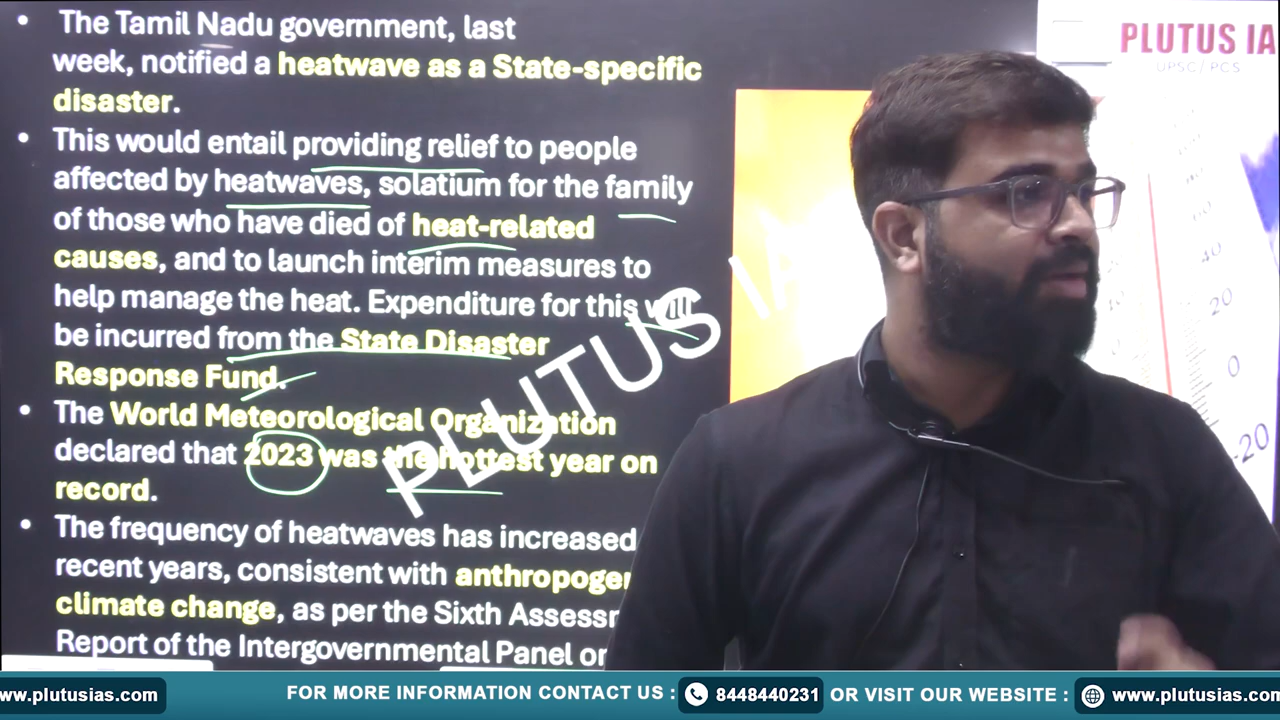 • The Tamil Nadu government, last
week, notified a heatwave as a State-specific
disaster.
• This would entail providing relief to people
affected by heatwaves, solatium for the family
of those who have died of heat-related
causes, and to launch interim measures to
help manage the heat. Expenditure for this will
be incurred from the State Disaster
Response Fund.
• The World Meteorological Organization
declared that 2023 was the hottest year on
record.
• The frequency of heatwaves has increased
recent years, consistent with anthropogen
climate change, as per the Sixth Assessm
Report of the Intergovernmental Panel on
PLUTUS IA
PLUTUS IA
UPSC/ PCS
40
20
0
-20
www.plutusias.com
FOR MORE INFORMATION CONTACT US : 8448440231 OR VISIT OUR WEBSITE : www.plutusias.com